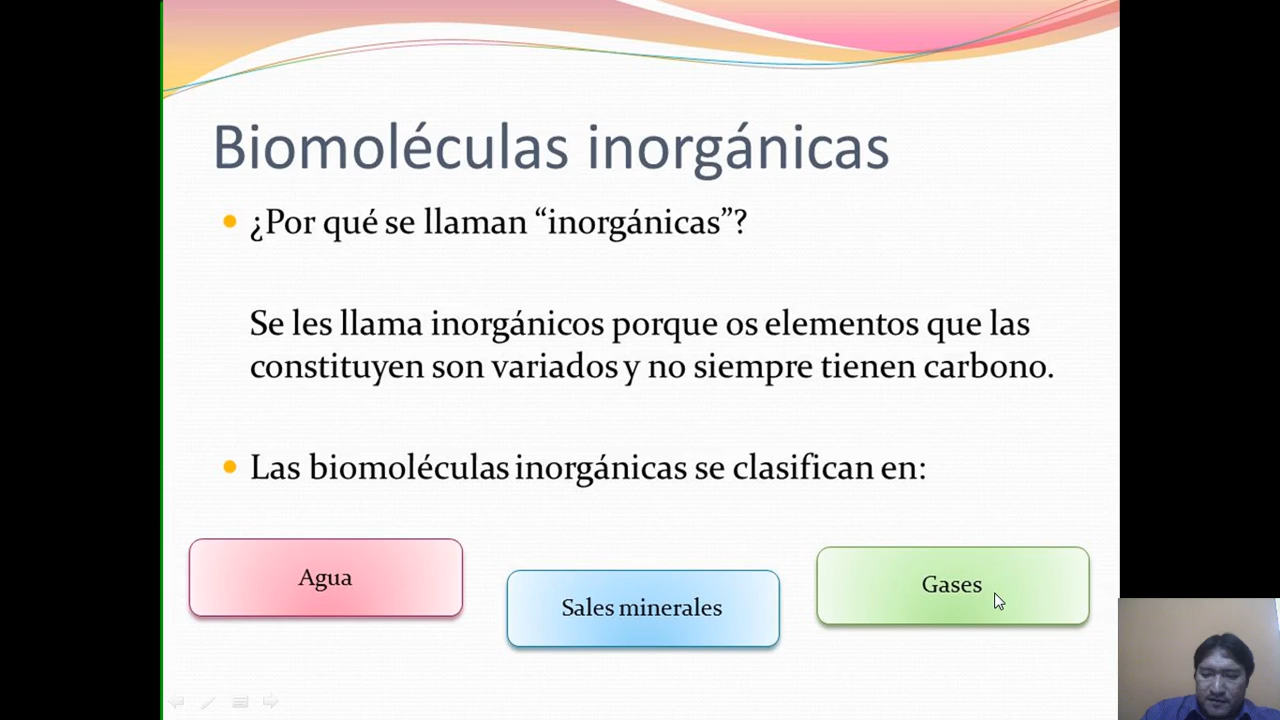 Biomoléculas inorgánicas
¿Por qué se llaman “inorgánicas”?
Se les llama inorgánicos porque os elementos que las
constituyen son variados y no siempre tienen carbono.
Las biomoléculas inorgánicas se clasifican en:
Agua
Sales minerales
Gases